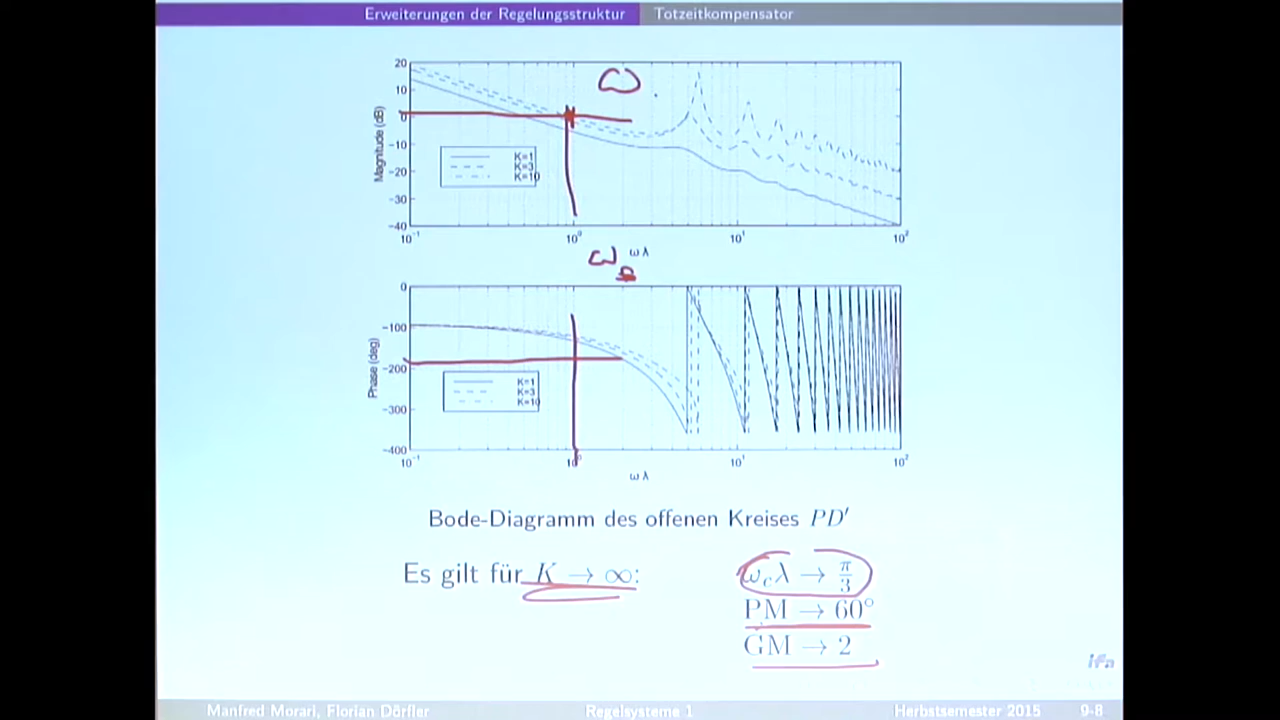 Erweiterungen der Regelungsstruktur Totzeitkompensator
20
10
0
−10
−20
−30
−40
Magnitude (dB)
K=1
K=3
K=10
10⁻¹ 10⁰ 10¹ 10²
ω λ
ω
0
−100
−200
−300
−400
Phase (deg)
K=1
K=3
K=10
10⁻¹ 10⁰ 10¹ 10²
ω λ
Bode-Diagramm des offenen Kreises PD′
Es gilt für K → ∞: ω_c λ → π/3
PM → 60°
GM → 2
ifa
Manfred Morari, Florian Dörfler Regelsysteme 1 Herbstsemester 2015 9-8